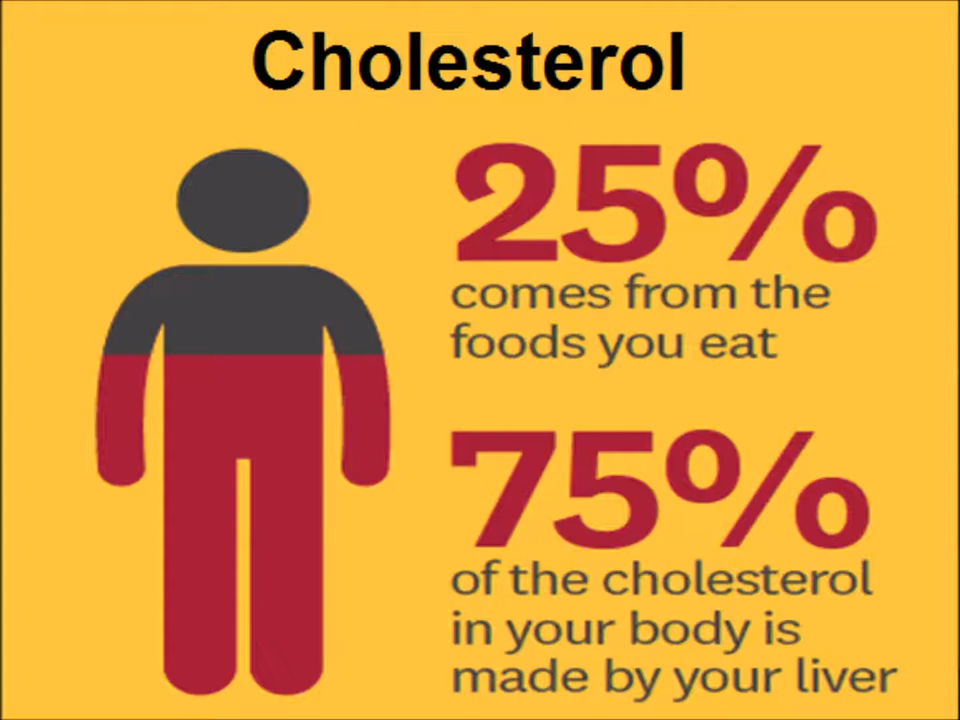 Cholesterol
25%
comes from the
foods you eat
75%
of the cholesterol
in your body is
made by your liver